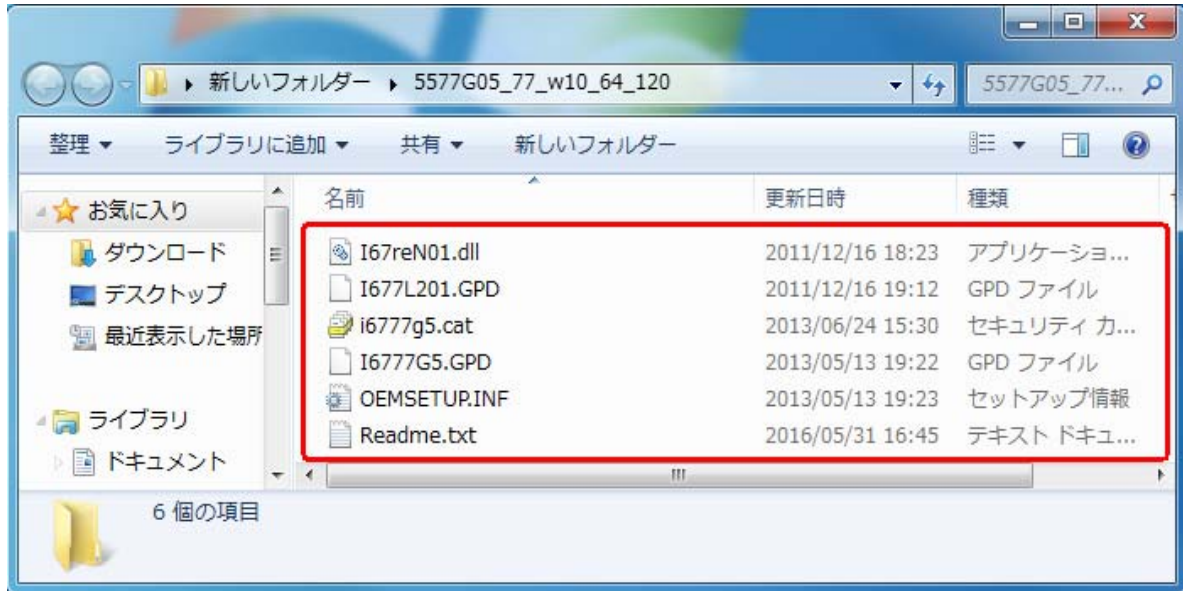 新しいフォルダー 5577G05_77_w10_64_120 5577G05_77...
整理 ライブラリに追加 共有 新しいフォルダー
お気に入り
ダウンロード
デスクトップ
最近表示した場所
ライブラリ
ドキュメント
名前 更新日時 種類
I67reN01.dll 2011/12/16 18:23 アプリケーショ...
I677L201.GPD 2011/12/16 19:12 GPD ファイル
i6777g5.cat 2013/06/24 15:30 セキュリティ カ...
I6777G5.GPD 2013/05/13 19:22 GPD ファイル
OEMSETUP.INF 2013/05/13 19:23 セットアップ情報
Readme.txt 2016/05/31 16:45 テキスト ドキュ...
6 個の項目